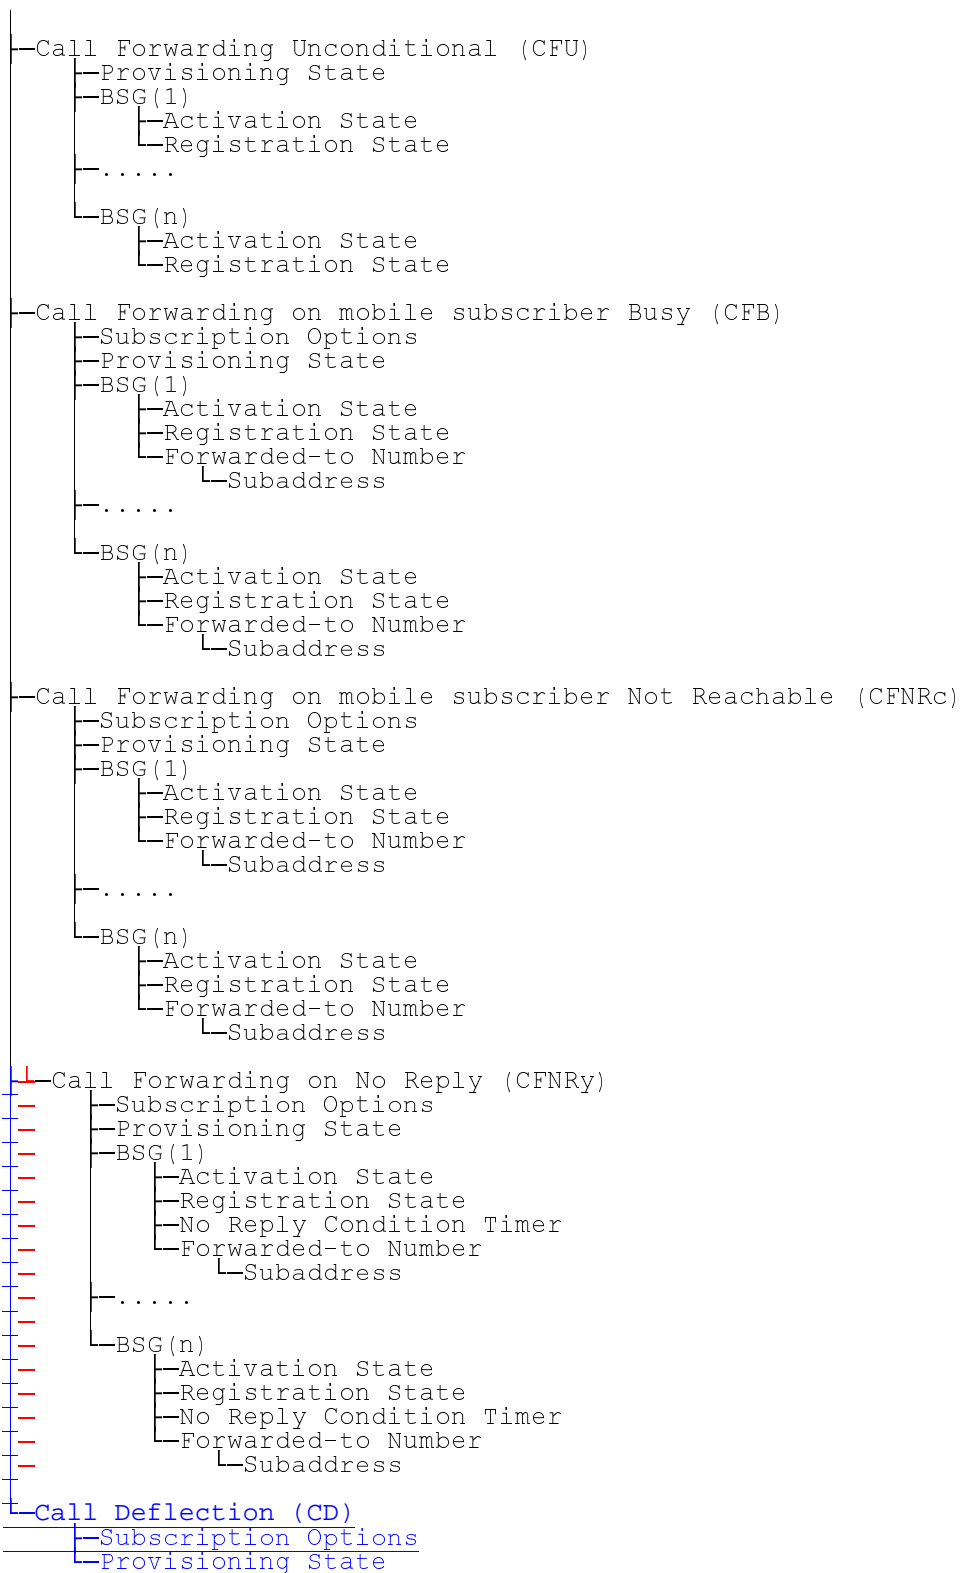 Call Forwarding Unconditional (CFU)
Provisioning State
BSG(1)
Activation State
Registration State
.....
BSG(n)
Activation State
Registration State
Call Forwarding on mobile subscriber Busy (CFB)
Subscription Options
Provisioning State
BSG(1)
Activation State
Registration State
Forwarded-to Number
Subaddress
.....
BSG(n)
Activation State
Registration State
Forwarded-to Number
Subaddress
Call Forwarding on mobile subscriber Not Reachable (CFNRc)
Subscription Options
Provisioning State
BSG(1)
Activation State
Registration State
Forwarded-to Number
Subaddress
.....
BSG(n)
Activation State
Registration State
Forwarded-to Number
Subaddress
Call Forwarding on No Reply (CFNRy)
Subscription Options
Provisioning State
BSG(1)
Activation State
Registration State
No Reply Condition Timer
Forwarded-to Number
Subaddress
.....
BSG(n)
Activation State
Registration State
No Reply Condition Timer
Forwarded-to Number
Subaddress
Call Deflection (CD)
Subscription Options
Provisioning State